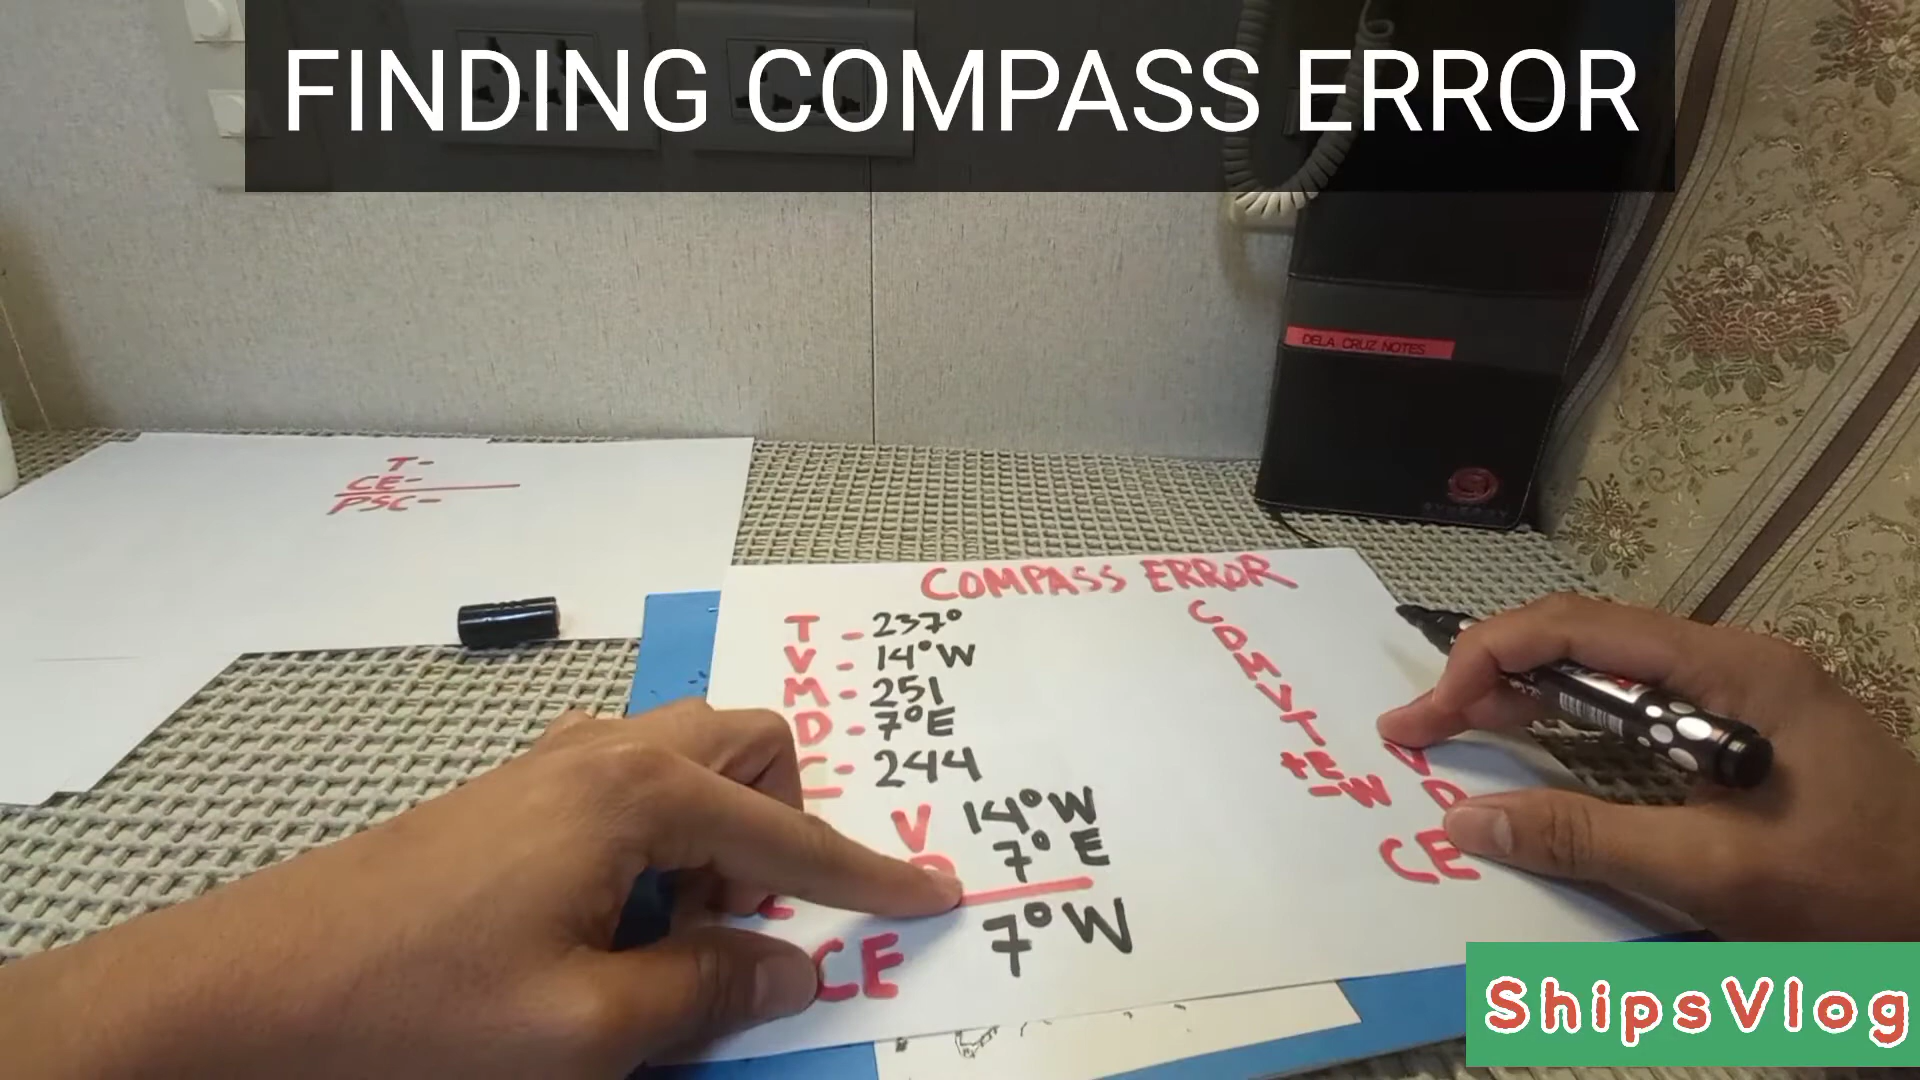 FINDING COMPASS ERROR
DELA CRUZ NOTES
T-
CE-
PSC-
COMPASS ERROR
T - 237°
V - 14°W
M - 251
D - 7°E
C - 244
V 14°W
7° E
CE 7° W
C
D
M
V
T
+E
-W
V
D
CE
ShipsVlog